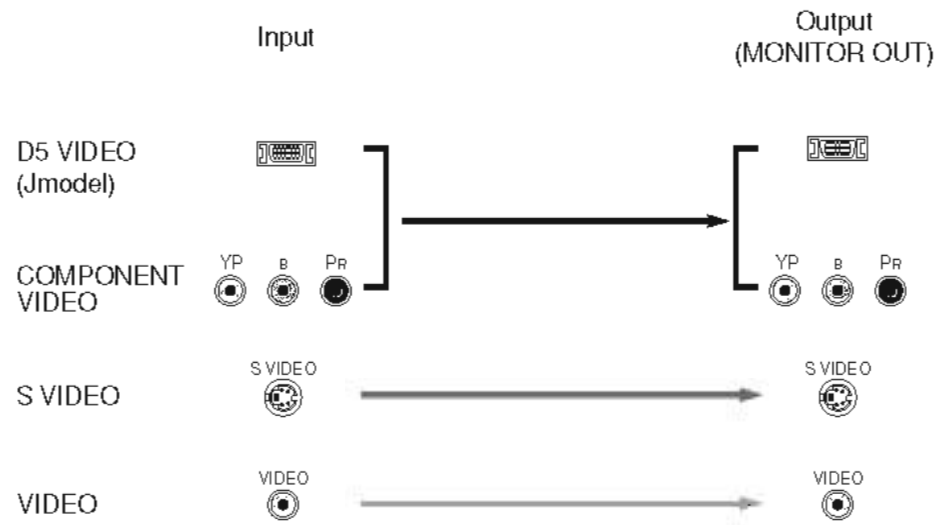 Input
Output
(MONITOR OUT)
D5 VIDEO
(Jmodel)
COMPONENT
VIDEO
YP B PR
YP B PR
S VIDEO
S VIDEO
S VIDEO
VIDEO
VIDEO
VIDEO